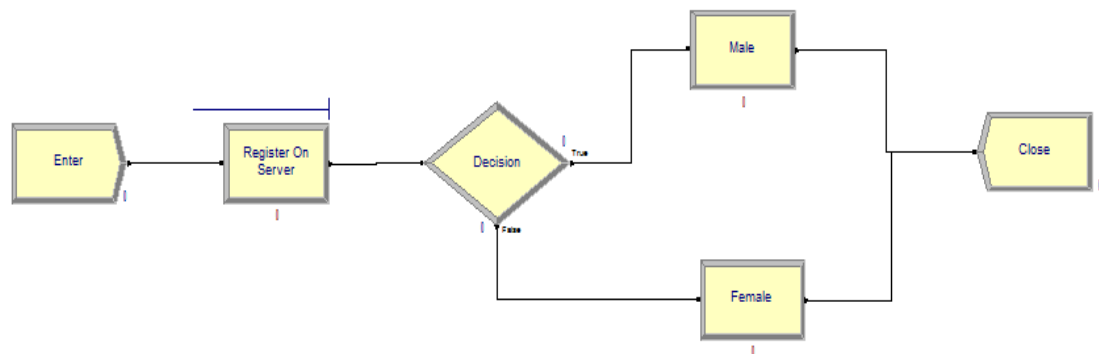 Enter
Register On
Server
Decision
True
False
Male
Female
Close